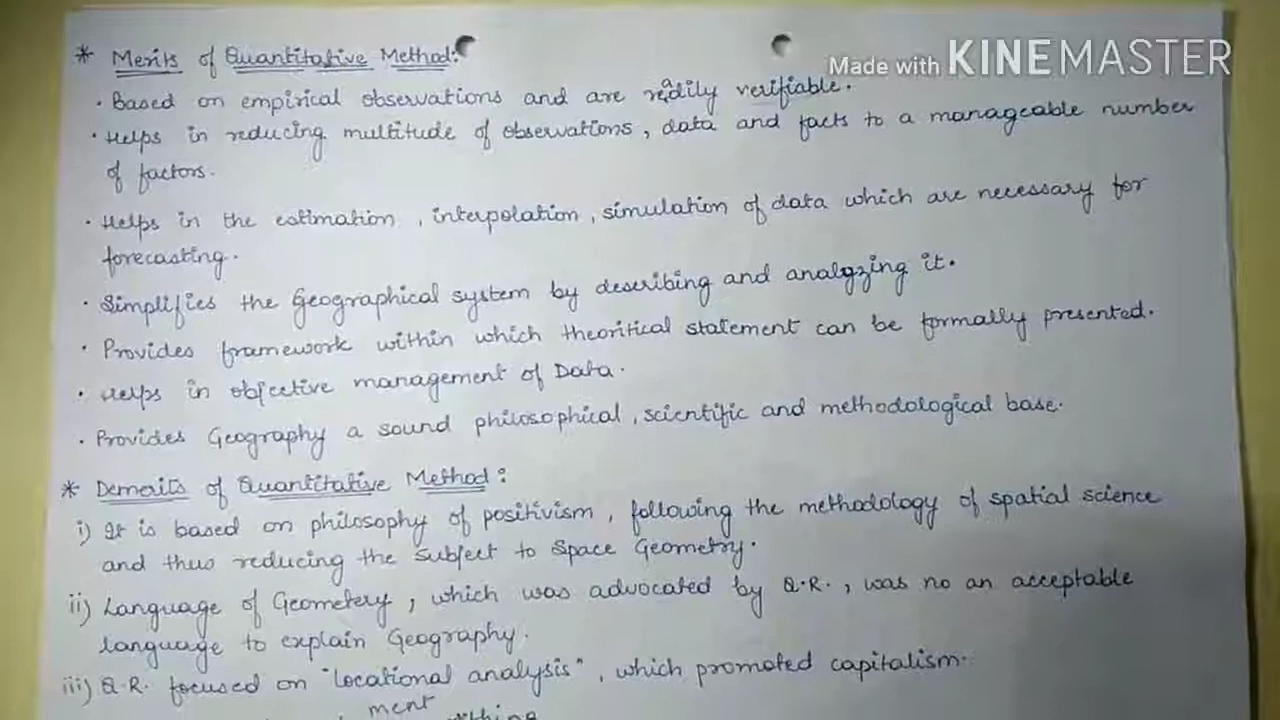 * Merits of Quantitative Method:
Made with KINEMASTER
• Based on empirical observations and are readily verifiable.
• Helps in reducing multitude of observations, data and facts to a manageable number
of factors.
• Helps in the estimation, interpolation, simulation of data which are necessary for
forecasting.
• Simplifies the Geographical system by describing and analyzing it.
• Provides framework within which theoritical statement can be formally presented.
• Helps in objective management of Data.
• Provides Geography a sound philosophical, scientific and methodological base.
* Demerits of Quantitative Method:
i) It is based on philosophy of positivism, following the methodology of spatial science
and thus reducing the subject to Space Geometry.
ii) Language of Geometery, which was advocated by Q.R., was no an acceptable
language to explain Geography.
iii) Q.R. focused on "locational analysis", which promoted capitalism.
ment